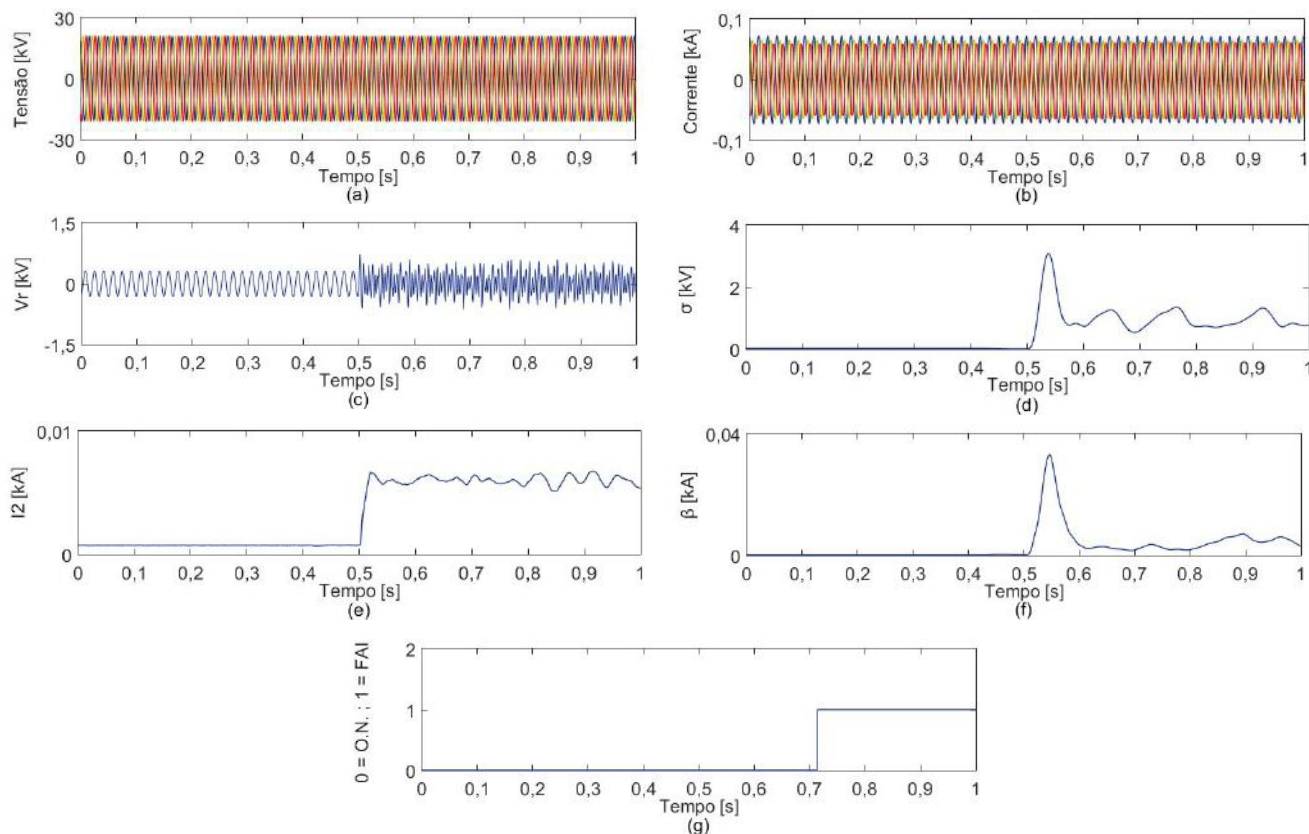 Tensão [kV]
30
0
-30
0 0,1 0,2 0,3 0,4 0,5 0,6 0,7 0,8 0,9 1
Tempo [s]
(a)
Corrente [kA]
0,1
0
-0,1
0 0,1 0,2 0,3 0,4 0,5 0,6 0,7 0,8 0,9 1
Tempo [s]
(b)
Vr [kV]
1,5
0
-1,5
0 0,1 0,2 0,3 0,4 0,5 0,6 0,7 0,8 0,9 1
Tempo [s]
(c)
σ [kV]
4
2
0
0 0,1 0,2 0,3 0,4 0,5 0,6 0,7 0,8 0,9 1
Tempo [s]
(d)
I2 [kA]
0,01
0
0 0,1 0,2 0,3 0,4 0,5 0,6 0,7 0,8 0,9 1
Tempo [s]
(e)
β [kA]
0,04
0
0 0,1 0,2 0,3 0,4 0,5 0,6 0,7 0,8 0,9 1
Tempo [s]
(f)
0 = O.N. ; 1 = FAI
2
1
0
0 0,1 0,2 0,3 0,4 0,5 0,6 0,7 0,8 0,9 1
Tempo [s]
(g)